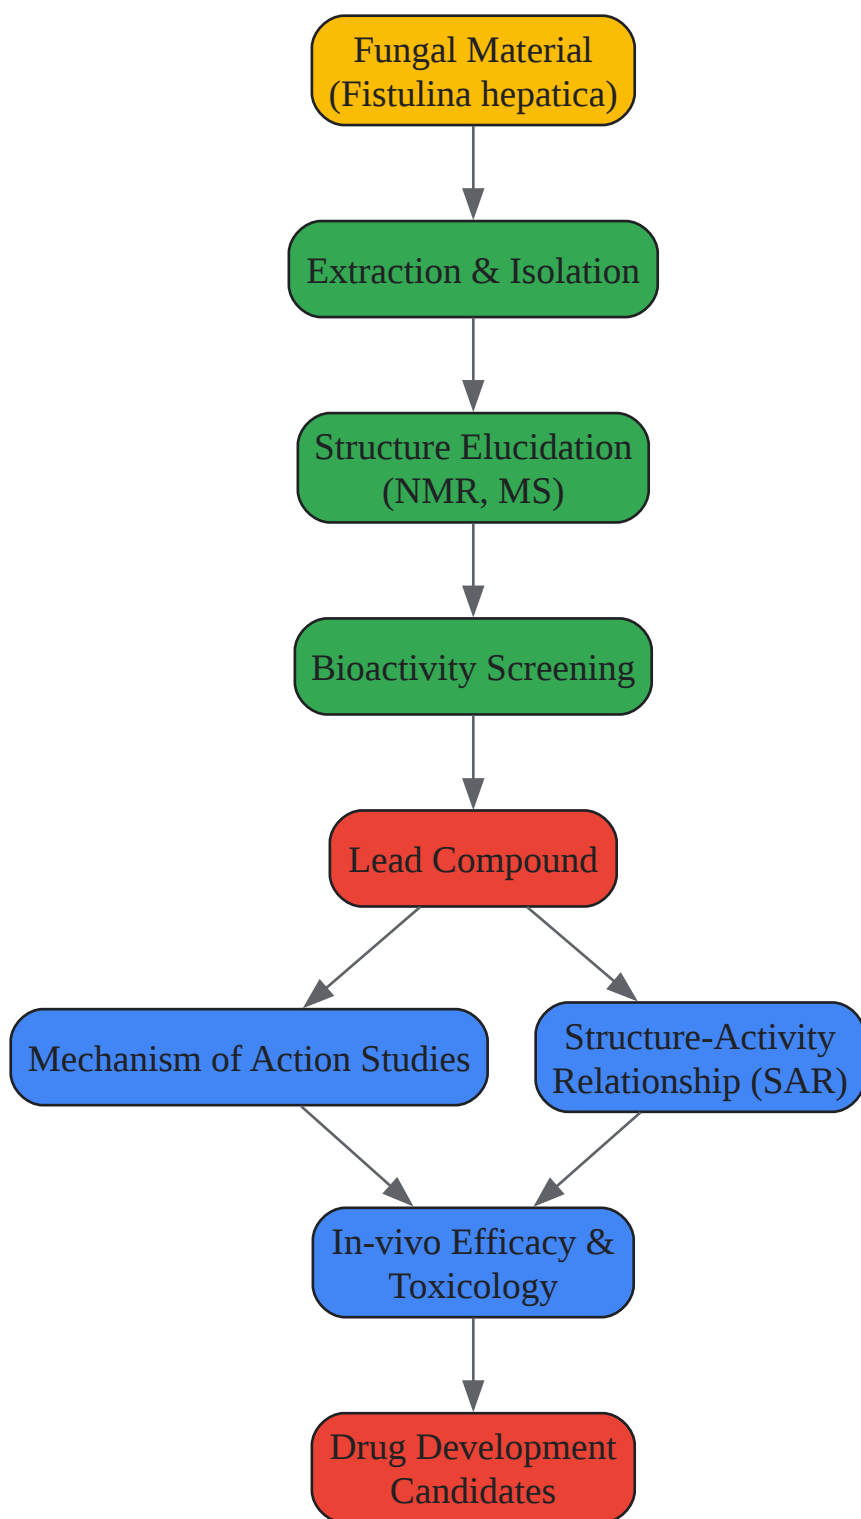 Fungal Material
(Fistulina hepatica)
Extraction & Isolation
Structure Elucidation
(NMR, MS)
Bioactivity Screening
Lead Compound
Mechanism of Action Studies
Structure-Activity
Relationship (SAR)
In-vivo Efficacy &
Toxicology
Drug Development
Candidates